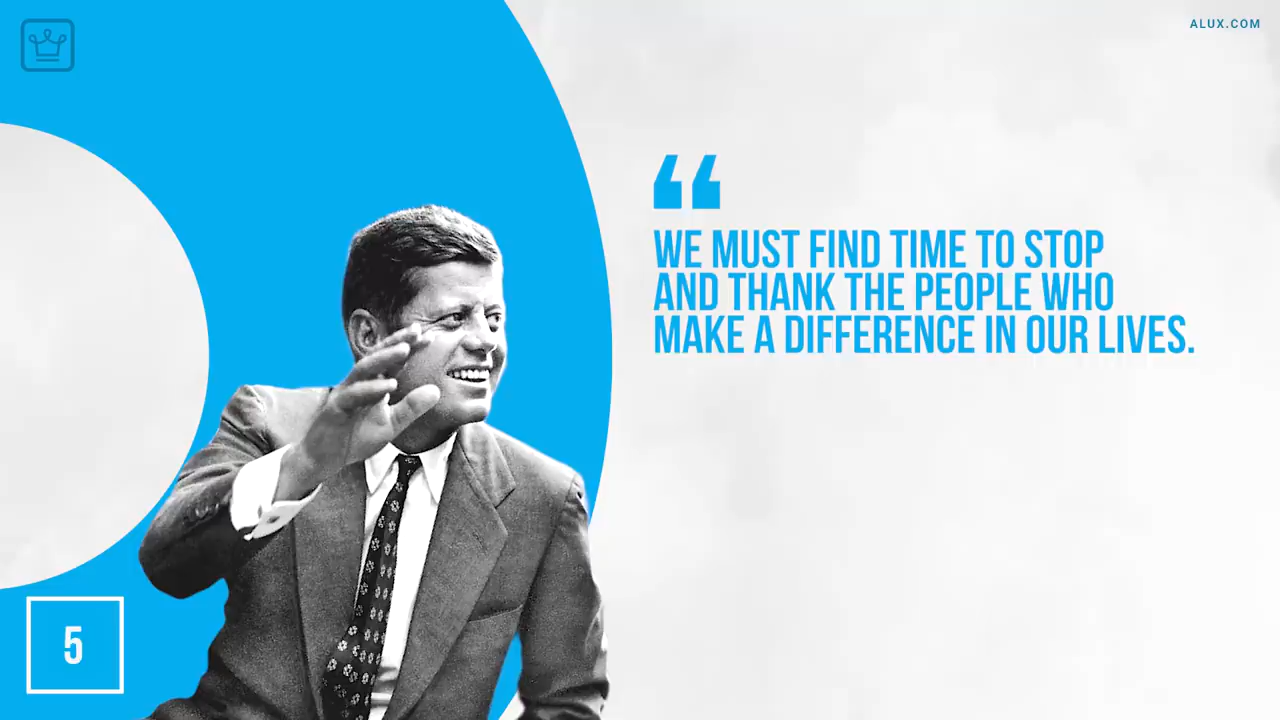 ALUX.COM
“
WE MUST FIND TIME TO STOP
AND THANK THE PEOPLE WHO
MAKE A DIFFERENCE IN OUR LIVES.
5